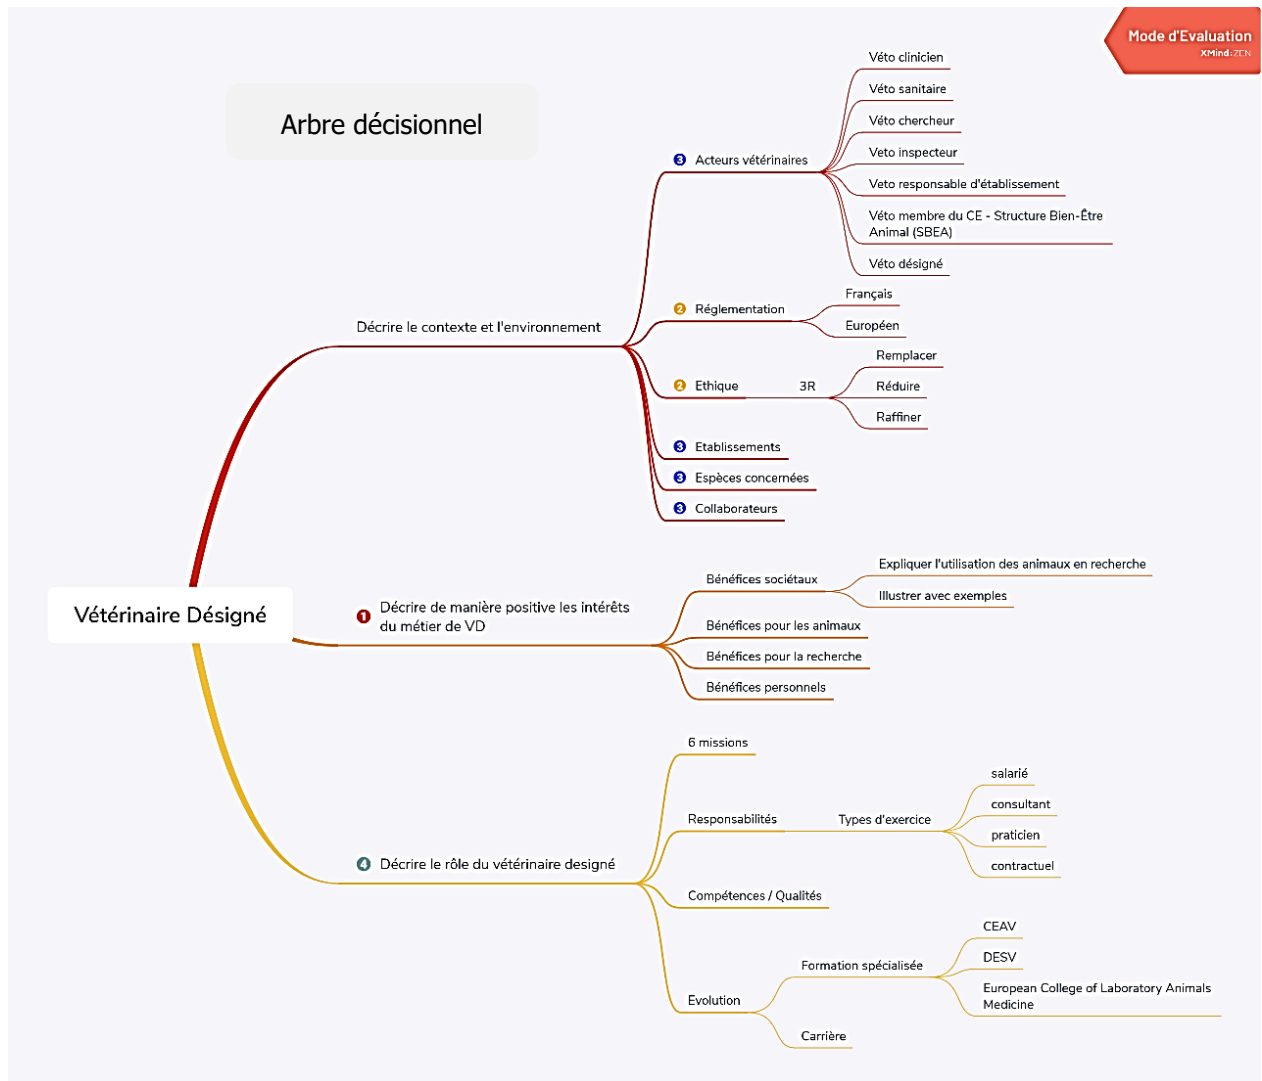 Mode d'Evaluation
XMind:ZEN
Arbre décisionnel
Vétérinaire Désigné
Décrire le contexte et l'environnement
3 Acteurs vétérinaires
Véto clinicien
Véto sanitaire
Véto chercheur
Veto inspecteur
Veto responsable d'établissement
Véto membre du CE - Structure Bien-Être
Animal (SBEA)
Véto désigné
2 Réglementation
Français
Européen
2 Ethique
3R
Remplacer
Réduire
Raffiner
3 Etablissements
3 Espèces concernées
3 Collaborateurs
1 Décrire de manière positive les intérêts
du métier de VD
Bénéfices sociétaux
Expliquer l'utilisation des animaux en recherche
Illustrer avec exemples
Bénéfices pour les animaux
Bénéfices pour la recherche
Bénéfices personnels
4 Décrire le rôle du vétérinaire designé
6 missions
Responsabilités
Types d'exercice
salarié
consultant
praticien
contractuel
Compétences / Qualités
Evolution
Formation spécialisée
CEAV
DESV
European College of Laboratory Animals
Medicine
Carrière